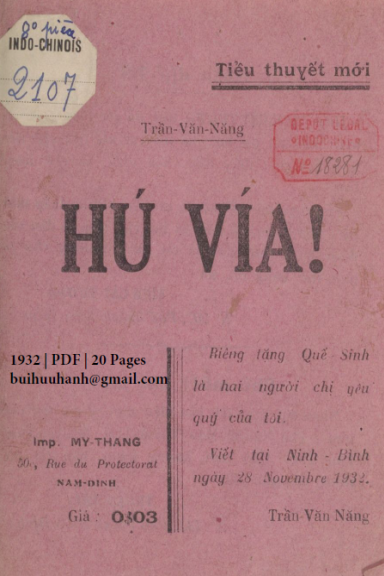 8º pièce
INDO-CHINOIS
2107
Tiểu thuyết mới
Trần-Văn-Năng
DEPOT LEGAL
INDOCHINE
Nº 18281
HÚ VÍA!
1932 | PDF | 20 Pages
buihuuhanh@gmail.com
Imp. MY-THANG
50, Rue du Protectorat
NAM-DINH
Giá : 0$03
Riêng tặng Quế Sinh
là hai người chị yêu
quý của tôi.
Viết tại Ninh - Bình
ngày 28 Novembre 1932.
Trần-Văn Năng